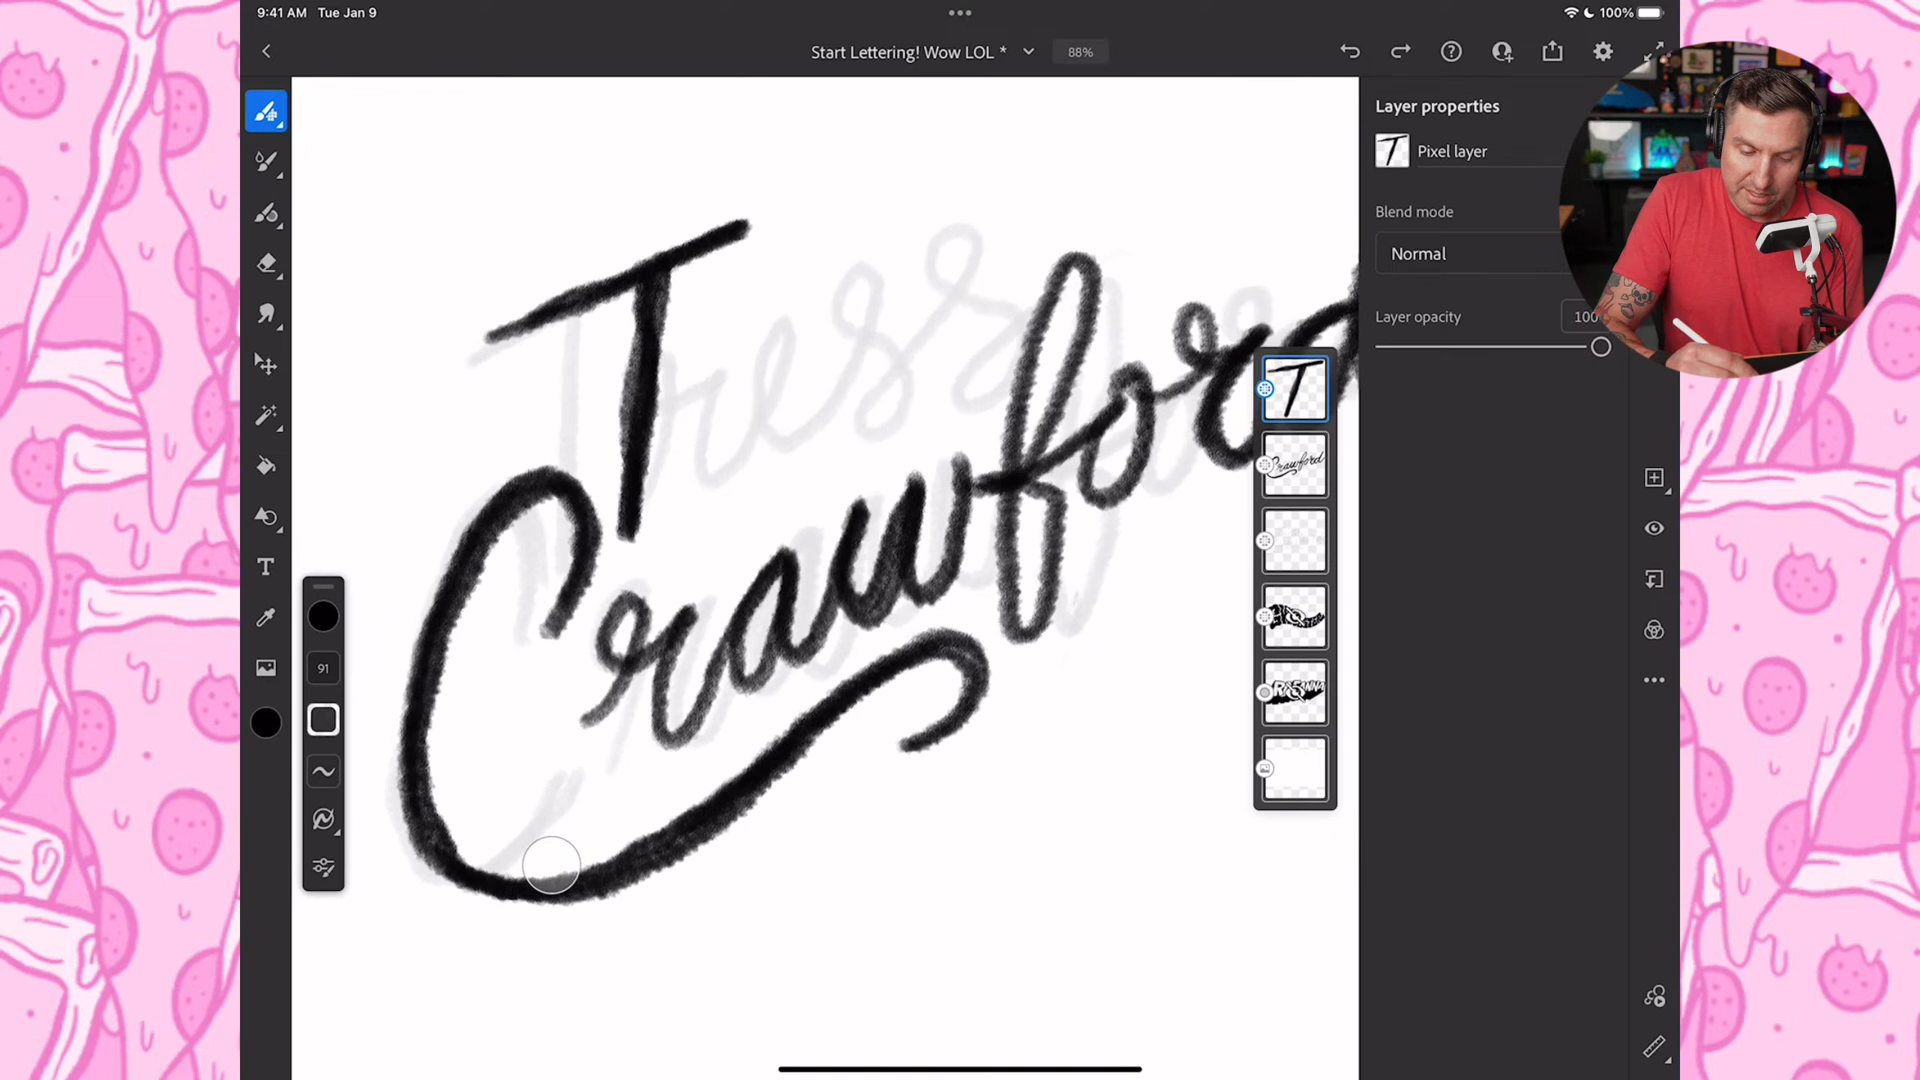 9:41 AM Tue Jan 9
100%
Start Lettering! Wow LOL *
88%
Layer properties
T
Pixel layer
Blend mode
Normal
Layer opacity
100
T
Tress
Crawford
T
Crawford
91